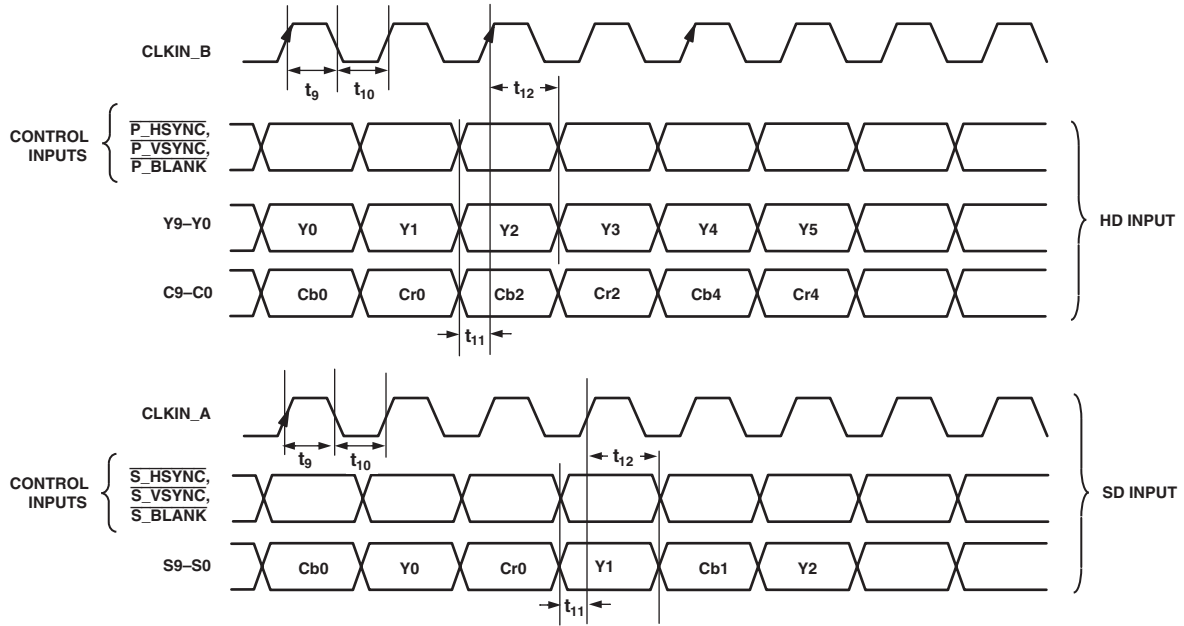 CLKIN_B
t9
t10
t12
CONTROL
INPUTS
P_HSYNC,
P_VSYNC,
P_BLANK
Y9–Y0
Y0
Y1
Y2
Y3
Y4
Y5
HD INPUT
C9–C0
Cb0
Cr0
Cb2
Cr2
Cb4
Cr4
t11
CLKIN_A
t9
t10
t12
CONTROL
INPUTS
S_HSYNC,
S_VSYNC,
S_BLANK
SD INPUT
S9–S0
Cb0
Y0
Cr0
Y1
Cb1
Y2
t11